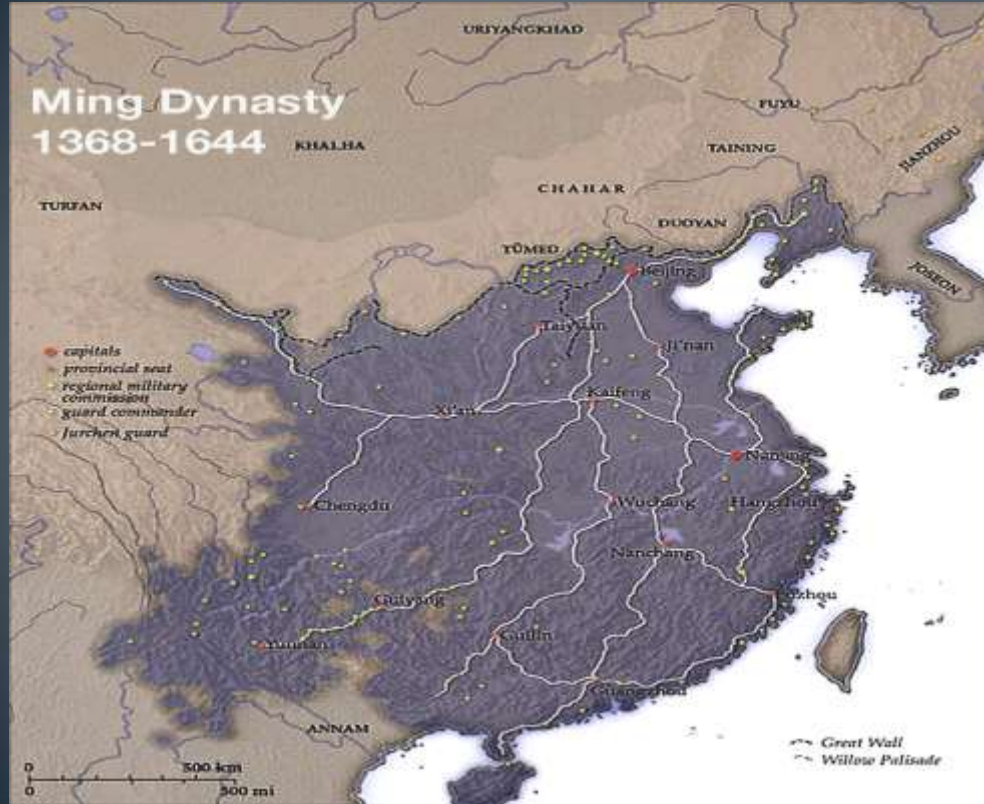 URIYANGKHAD
Ming Dynasty
1368-1644
FUYU
KHALHA
TAINING
JIANZHOU
CHAHAR
TURFAN
DUOYAN
TÜMED
Beijing
JOSEON
Taiyuan
Ji'nan
capitals
provincial seat
regional military
commission
guard commander
Jurchen guard
Kaifeng
Xi'an
Nanjing
Chengdu
Wuchang
Hangzhou
Nanchang
Guiyang
Fuzhou
Yunnan
Guilin
Guangzhou
ANNAM
Great Wall
Willow Palisade
0 500 km
0 500 mi